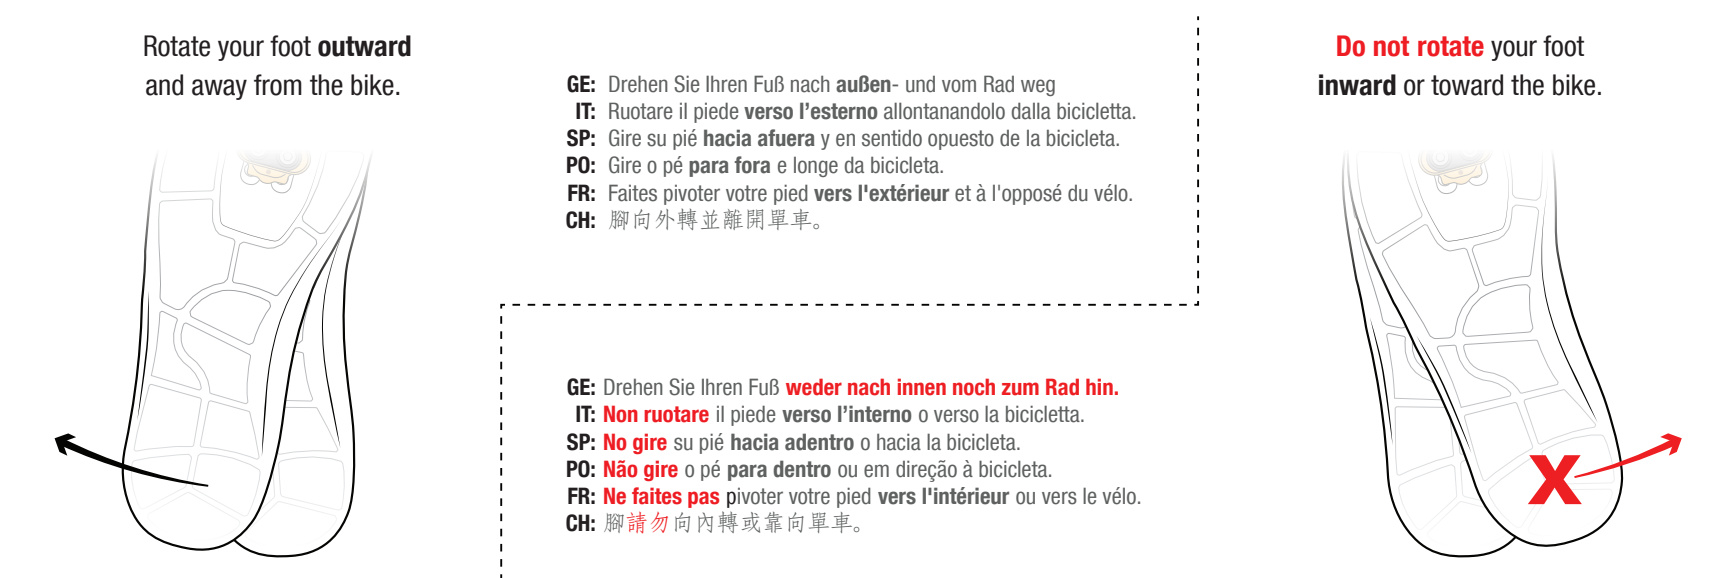 Rotate your foot outward
and away from the bike.
GE: Drehen Sie Ihren Fuß nach außen- und vom Rad weg
IT: Ruotare il piede verso l’esterno allontanandolo dalla bicicletta.
SP: Gire su pié hacia afuera y en sentido opuesto de la bicicleta.
PO: Gire o pé para fora e longe da bicicleta.
FR: Faites pivoter votre pied vers l'extérieur et à l'opposé du vélo.
CH: 腳向外轉並離開單車。
Do not rotate your foot
inward or toward the bike.
GE: Drehen Sie Ihren Fuß weder nach innen noch zum Rad hin.
IT: Non ruotare il piede verso l’interno o verso la bicicletta.
SP: No gire su pié hacia adentro o hacia la bicicleta.
PO: Não gire o pé para dentro ou em direção à bicicleta.
FR: Ne faites pas pivoter votre pied vers l'intérieur ou vers le vélo.
CH: 腳請勿向內轉或靠向單車。
X